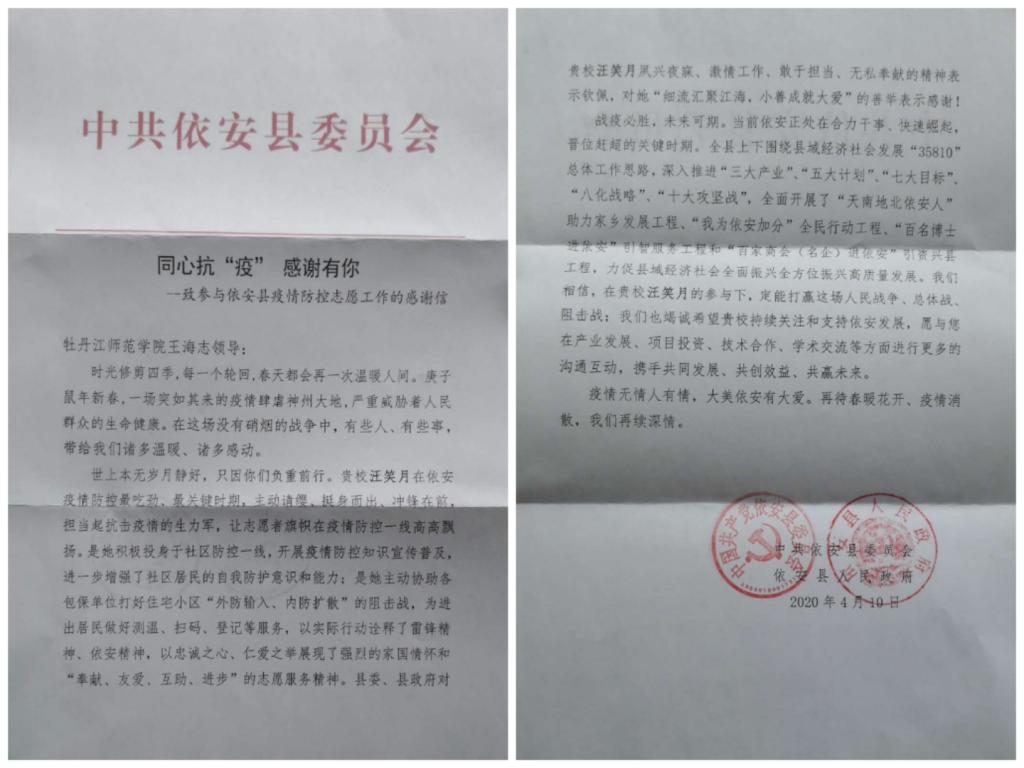 中共依安县委员会
同心抗“疫” 感谢有你
—致参与依安县疫情防控志愿工作的感谢信
牡丹江师范学院王海志领导：
时光修剪四季，每一个轮回，春天都会再一次温暖人间。庚子
鼠年新春，一场突如其来的疫情肆虐神州大地，严重威胁着人民
群众的生命健康。在这场没有硝烟的战争中，有些人、有些事，
带给我们诸多温暖、诸多感动。
世上本无岁月静好，只因你们负重前行。贵校汪笑月在依安
疫情防控最吃劲、最关键时期，主动请缨、挺身而出、冲锋在前，
担当起抗击疫情的生力军，让志愿者旗帜在疫情防控一线高高飘
扬。是她积极投身于社区防控一线，开展疫情防控知识宣传普及，
进一步增强了社区居民的自我防护意识和能力；是她主动协助各
包保单位打好住宅小区“外防输入、内防扩散”的阻击战，为进
出居民做好测温、扫码、登记等服务，以实际行动诠释了雷锋精
神、依安精神，以忠诚之心、仁爱之举展现了强烈的家国情怀和
“奉献、友爱、互助、进步”的志愿服务精神。县委、县政府对
贵校汪笑月夙兴夜寐、激情工作、敢于担当、无私奉献的精神表
示钦佩，对她“细流汇聚江海，小善成就大爱”的善举表示感谢！
战疫必胜，未来可期。当前依安正处在合力干事、快速崛起，
晋位赶超的关键时期。全县上下围绕县域经济社会发展“35810”
总体工作思路，深入推进“三大产业”、“五大计划”、“七大目标”、
“八化战略”、“十大攻坚战”，全面开展了“天南地北依安人”
助力家乡发展工程、“我为依安加分”全民行动工程、“百名博士
进依安”引智服务工程和“百家商会（名企）进依安”引资兴县
工程，力促县域经济社会全面振兴全方位振兴高质量发展。我们
相信，在贵校汪笑月的参与下，定能打赢这场人民战争、总体战、
阻击战；我们也竭诚希望贵校持续关注和支持依安发展，愿与您
在产业发展、项目投资、技术合作、学术交流等方面进行更多的
沟通互动，携手共同发展、共创效益、共赢未来。
疫情无情人有情，大美依安有大爱。再待春暖花开、疫情消
散，我们再续深情。
中国共产党依安县委员会
依安县人民政府
中共依安县委员会
依安县人民政府
2020年4月10日